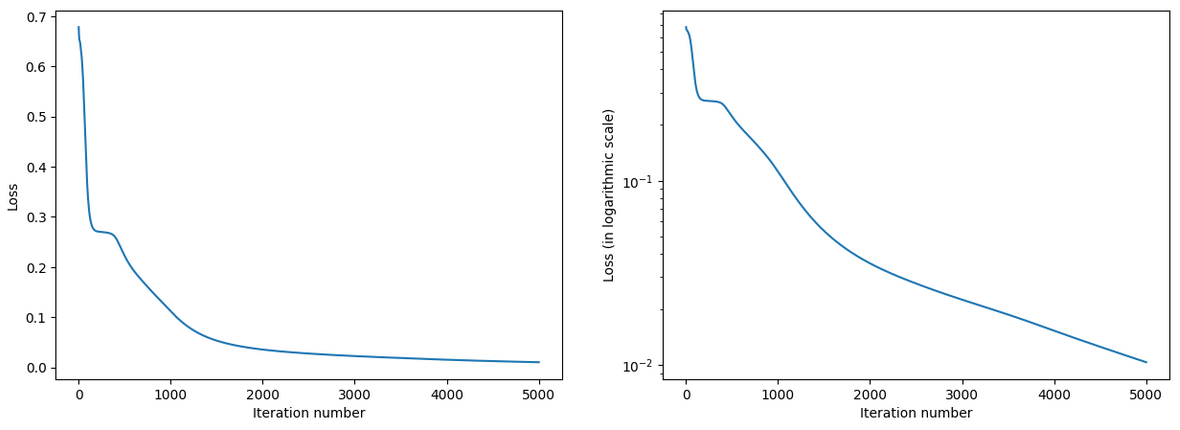 0.7
0.6
0.5
0.4
0.3
0.2
0.1
0.0
Loss
0 1000 2000 3000 4000 5000
Iteration number
10⁻¹
10⁻²
Loss (in logarithmic scale)
0 1000 2000 3000 4000 5000
Iteration number